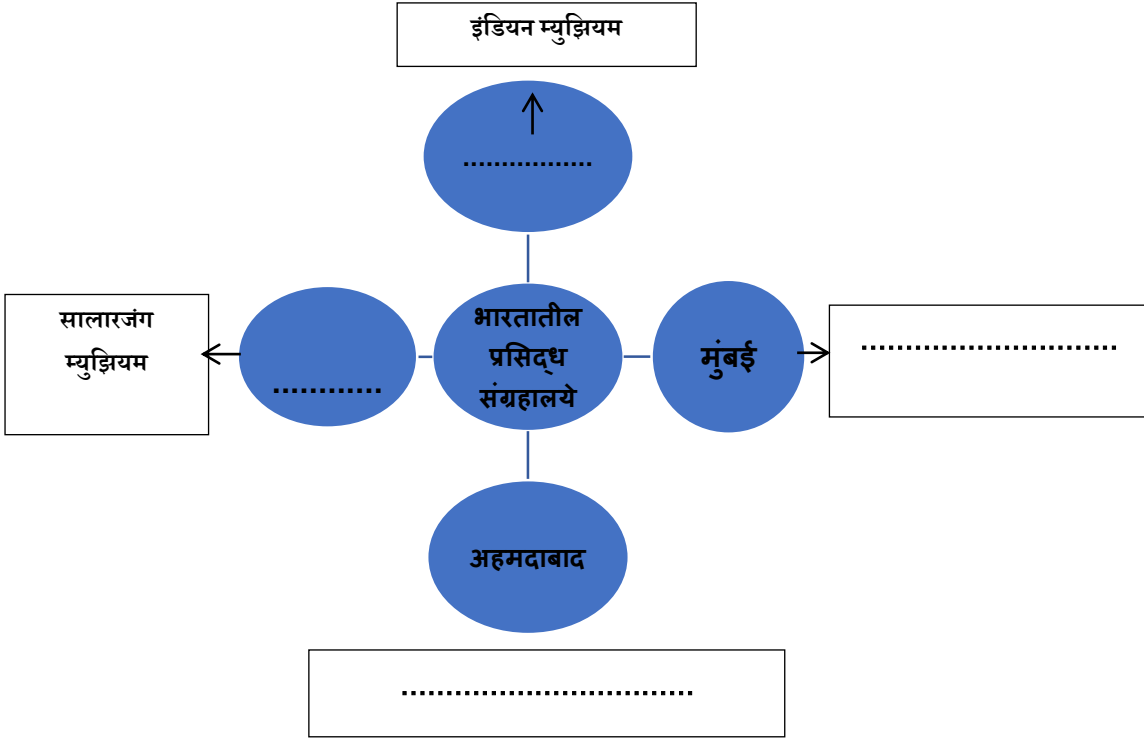 इंडियन म्युझियम
.................
सालारजंग
म्युझियम
............
भारतातील
प्रसिद्ध
संग्रहालये
मुंबई
.............................
अहमदाबाद
.................................